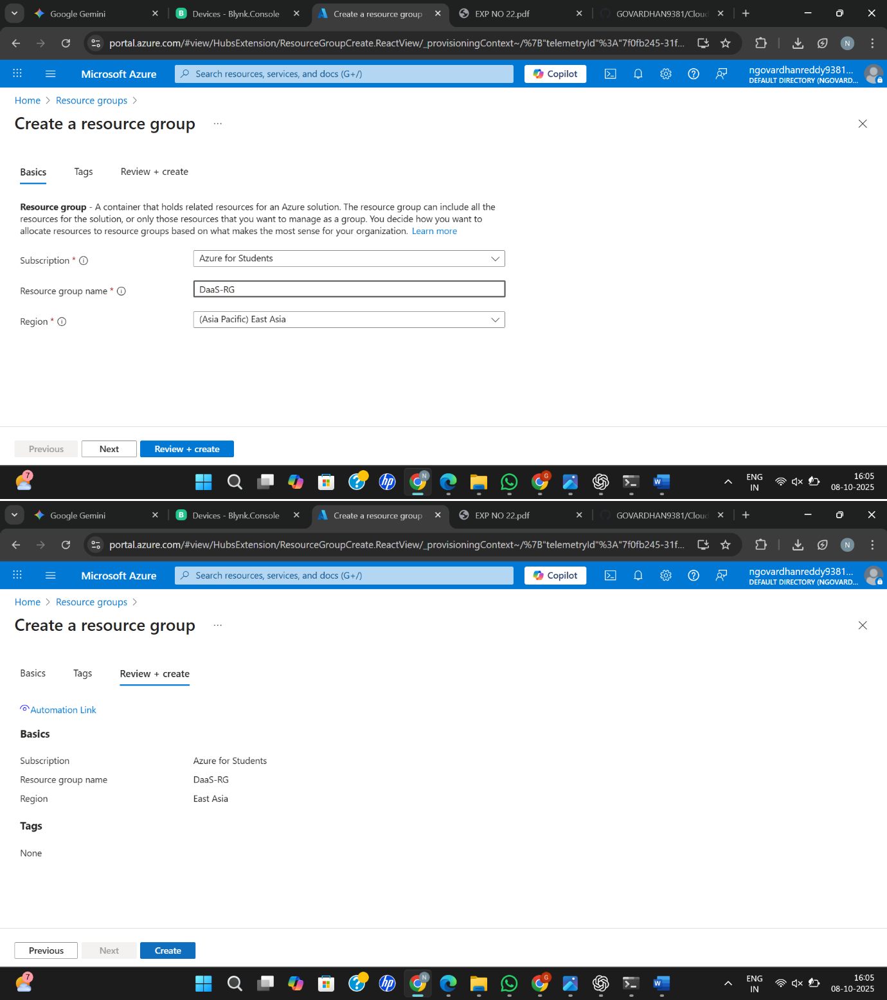 Google Gemini
Devices - Blynk.Console
Create a resource group
EXP NO 22.pdf
GOVARDHAN9381/Cloud
portal.azure.com/#view/HubsExtension/ResourceGroupCreate.ReactView/_provisioningContext~/%7B"telemetryId"%3A"7f0fb245-31f...
N
Microsoft Azure
Search resources, services, and docs (G+/)
Copilot
ngovardhanreddy9381...
DEFAULT DIRECTORY (NGOVARD...
Home > Resource groups >
Create a resource group ...
Basics Tags Review + create
Resource group - A container that holds related resources for an Azure solution. The resource group can include all the
resources for the solution, or only those resources that you want to manage as a group. You decide how you want to
allocate resources to resource groups based on what makes the most sense for your organization. Learn more
Subscription * Azure for Students
Resource group name * DaaS-RG
Region * (Asia Pacific) East Asia
Previous Next Review + create
7
hp
N
G
W
ENG
IN
16:05
08-10-2025
Google Gemini
Devices - Blynk.Console
Create a resource group
EXP NO 22.pdf
GOVARDHAN9381/Cloud
portal.azure.com/#view/HubsExtension/ResourceGroupCreate.ReactView/_provisioningContext~/%7B"telemetryId"%3A"7f0fb245-31f...
N
Microsoft Azure
Search resources, services, and docs (G+/)
Copilot
ngovardhanreddy9381...
DEFAULT DIRECTORY (NGOVARD...
Home > Resource groups >
Create a resource group ...
Basics Tags Review + create
Automation Link
Basics
Subscription Azure for Students
Resource group name DaaS-RG
Region East Asia
Tags
None
Previous Next Create
7
hp
N
G
W
ENG
IN
16:05
08-10-2025